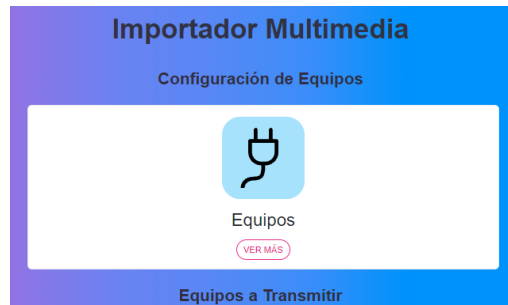 Importador Multimedia
Configuración de Equipos
Equipos
VER MÁS
Equipos a Transmitir